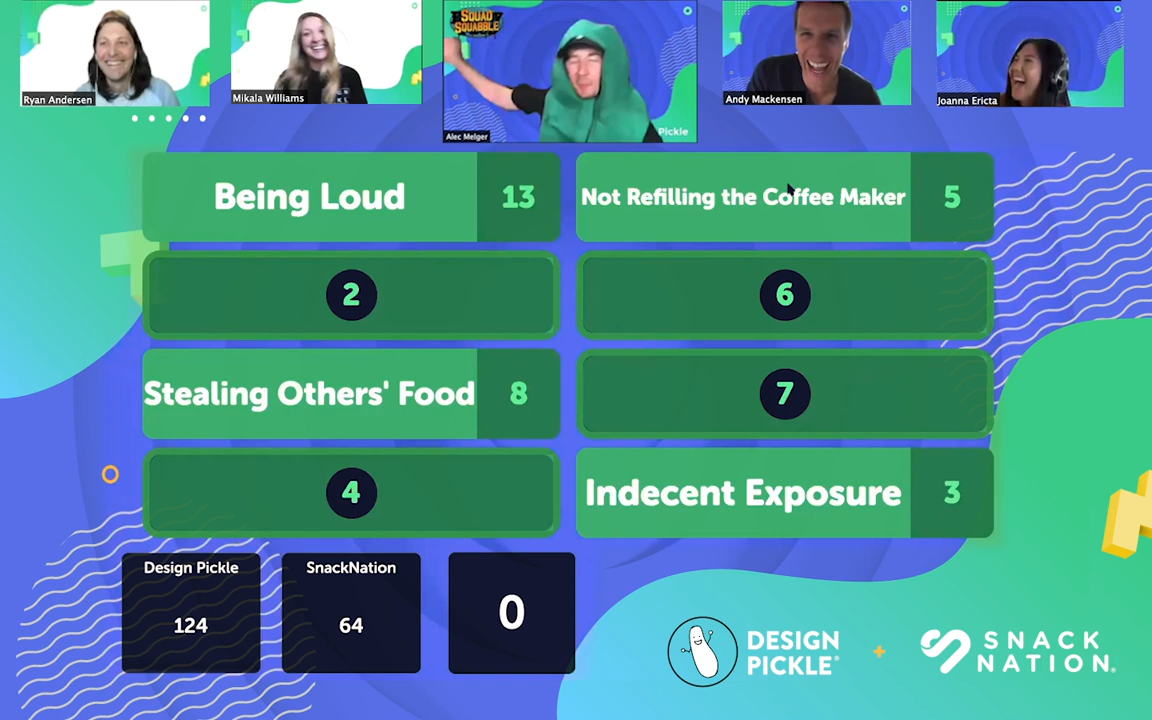 SQUAD
SQUABBLE
Ryan Andersen
Mikala Williams
Alec Melger
Pickle
Andy Mackensen
Joanna Ericta
Being Loud 13
Not Refilling the Coffee Maker 5
2
6
Stealing Others' Food 8
7
4
Indecent Exposure 3
Design Pickle
124
SnackNation
64
0
DESIGN
PICKLE®
+
SNACK
NATION®